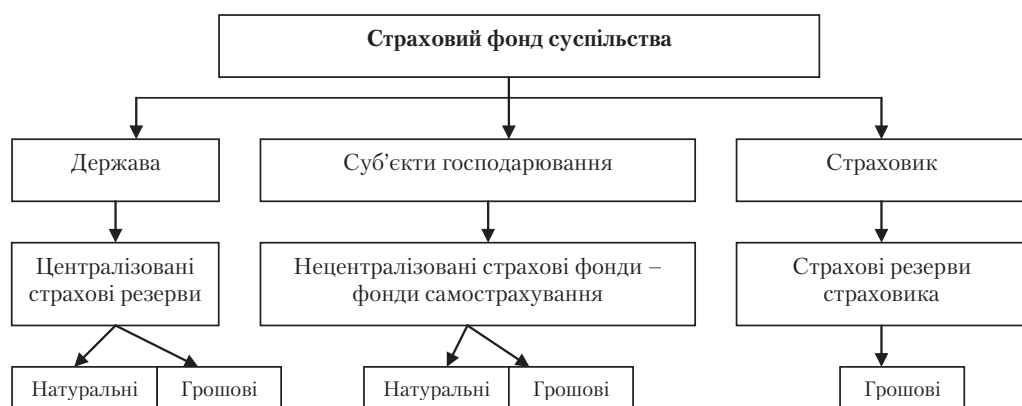 Страховий фонд суспільства
Держава
Суб’єкти господарювання
Страховик
Централізовані
страхові резерви
Нецентралізовані страхові фонди –
фонди самострахування
Страхові резерви
страховика
Натуральні
Грошові
Натуральні
Грошові
Грошові